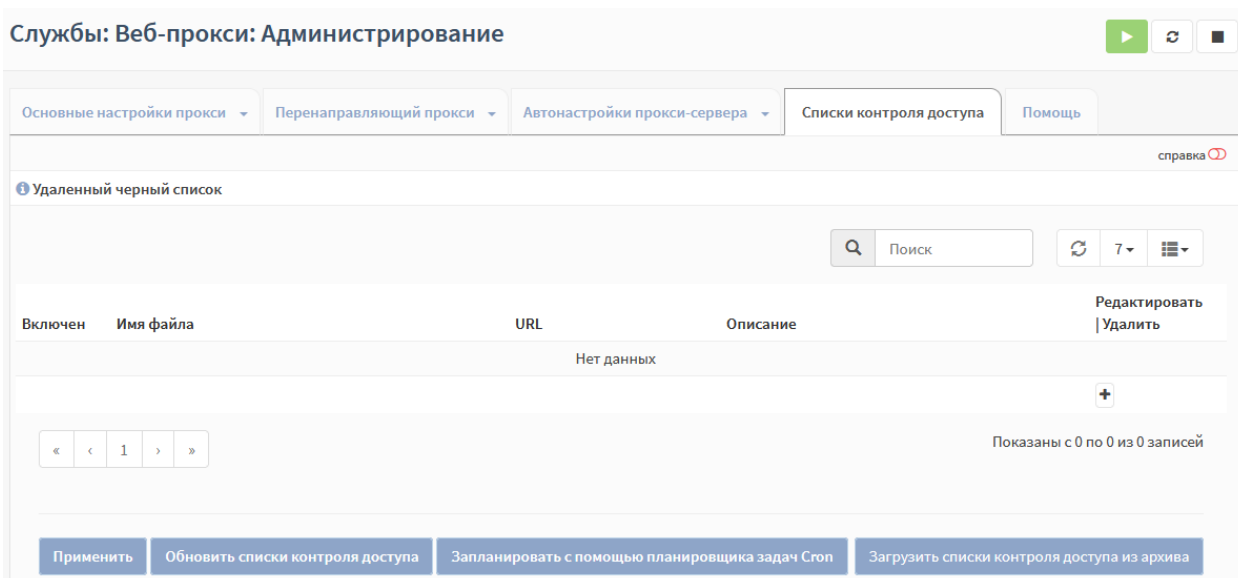 Службы: Веб-прокси: Администрирование
Основные настройки прокси
Перенаправляющий прокси
Автонастройки прокси-сервера
Списки контроля доступа
Помощь
справка
Удаленный черный список
Поиск
7
Включен
Имя файла
URL
Описание
Редактировать
| Удалить
Нет данных
« ‹ 1 › »
Показаны с 0 по 0 из 0 записей
Применить
Обновить списки контроля доступа
Запланировать с помощью планировщика задач Cron
Загрузить списки контроля доступа из архива